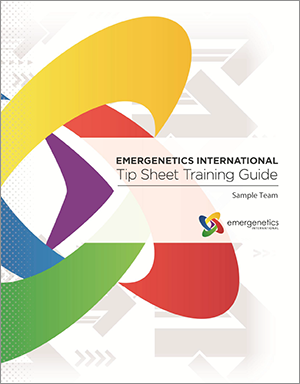 EMERGENETICS INTERNATIONAL
Tip Sheet Training Guide
Sample Team
emergenetics
INTERNATIONAL